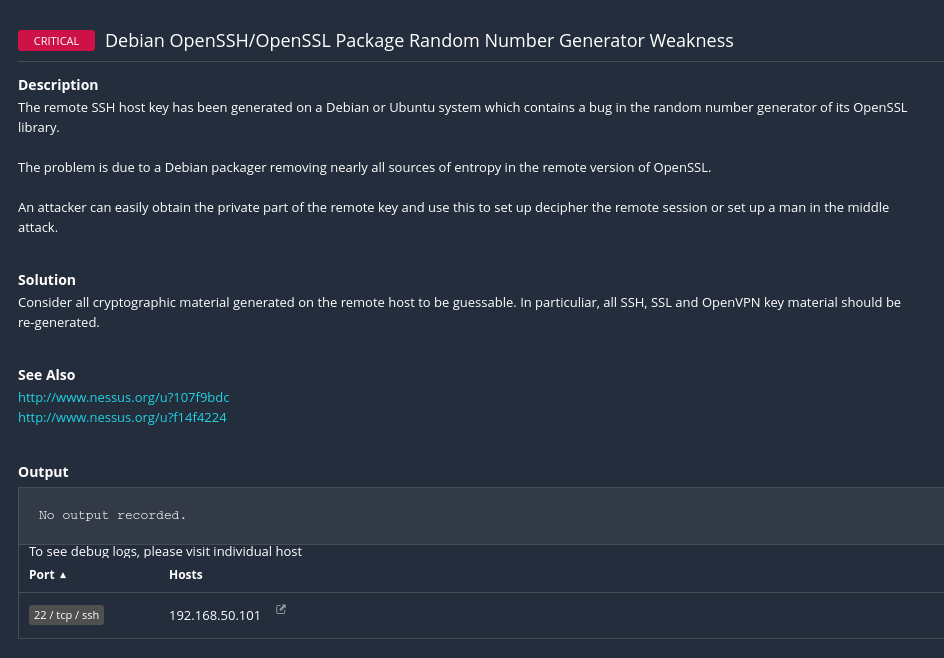 CRITICAL Debian OpenSSH/OpenSSL Package Random Number Generator Weakness
Description
The remote SSH host key has been generated on a Debian or Ubuntu system which contains a bug in the random number generator of its OpenSSL
library.
The problem is due to a Debian packager removing nearly all sources of entropy in the remote version of OpenSSL.
An attacker can easily obtain the private part of the remote key and use this to set up decipher the remote session or set up a man in the middle
attack.
Solution
Consider all cryptographic material generated on the remote host to be guessable. In particuliar, all SSH, SSL and OpenVPN key material should be
re-generated.
See Also
http://www.nessus.org/u?107f9bdc
http://www.nessus.org/u?f14f4224
Output
No output recorded.
To see debug logs, please visit individual host
Port ▲ Hosts
22 / tcp / ssh 192.168.50.101